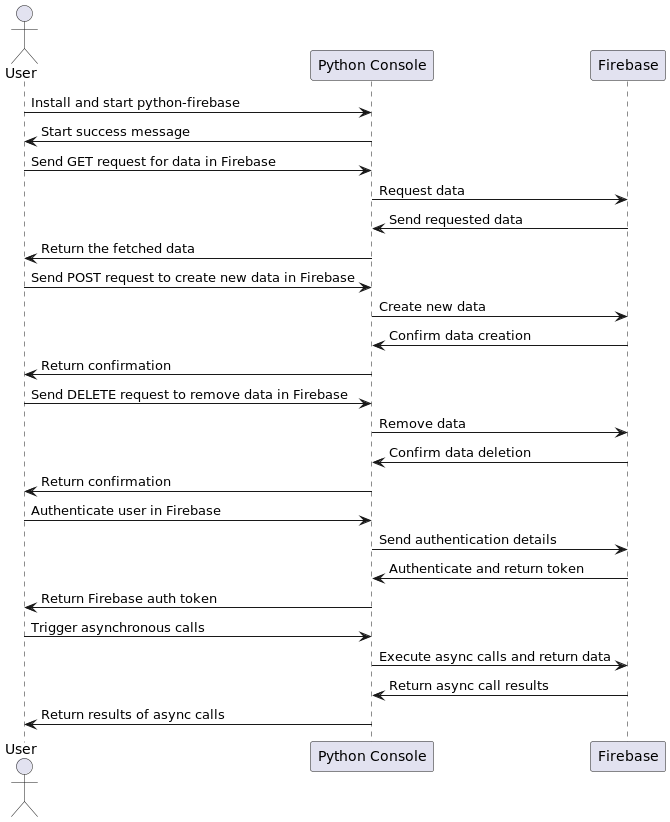 User
Python Console
Firebase
Install and start python-firebase
Start success message
Send GET request for data in Firebase
Request data
Send requested data
Return the fetched data
Send POST request to create new data in Firebase
Create new data
Confirm data creation
Return confirmation
Send DELETE request to remove data in Firebase
Remove data
Confirm data deletion
Return confirmation
Authenticate user in Firebase
Send authentication details
Authenticate and return token
Return Firebase auth token
Trigger asynchronous calls
Execute async calls and return data
Return async call results
Return results of async calls
User
Python Console
Firebase